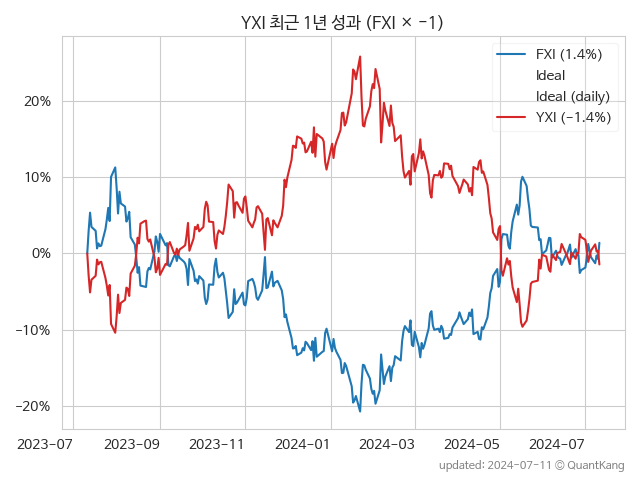 YXI 최근 1년 성과 (FXI × −1)
FXI (1.4%)
Ideal
Ideal (daily)
YXI (−1.4%)
20%
10%
0%
−10%
−20%
2023-07
2023-09
2023-11
2024-01
2024-03
2024-05
2024-07
updated: 2024-07-11 © QuantKang